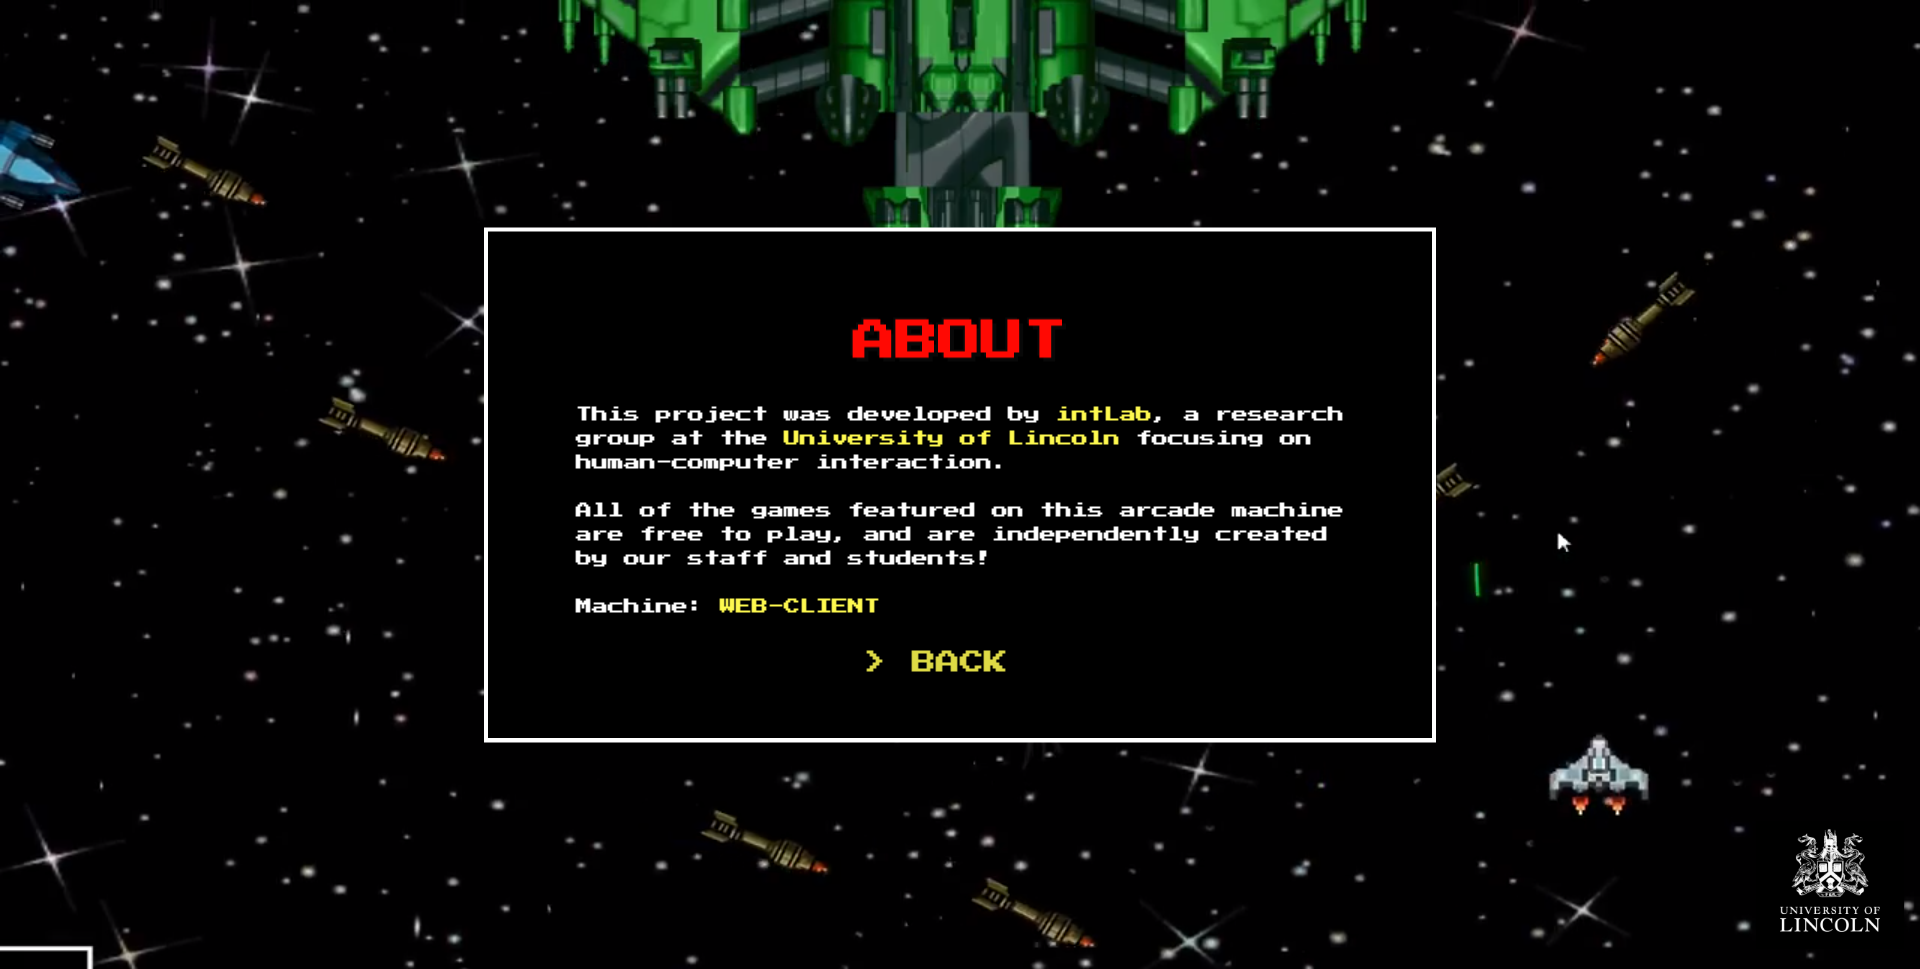 ABOUT
This project was developed by intLab, a research
group at the University of Lincoln focusing on
human-computer interaction.
All of the games featured on this arcade machine
are free to play, and are independently created
by our staff and students!
Machine: WEB-CLIENT
> BACK
UNIVERSITY OF
LINCOLN